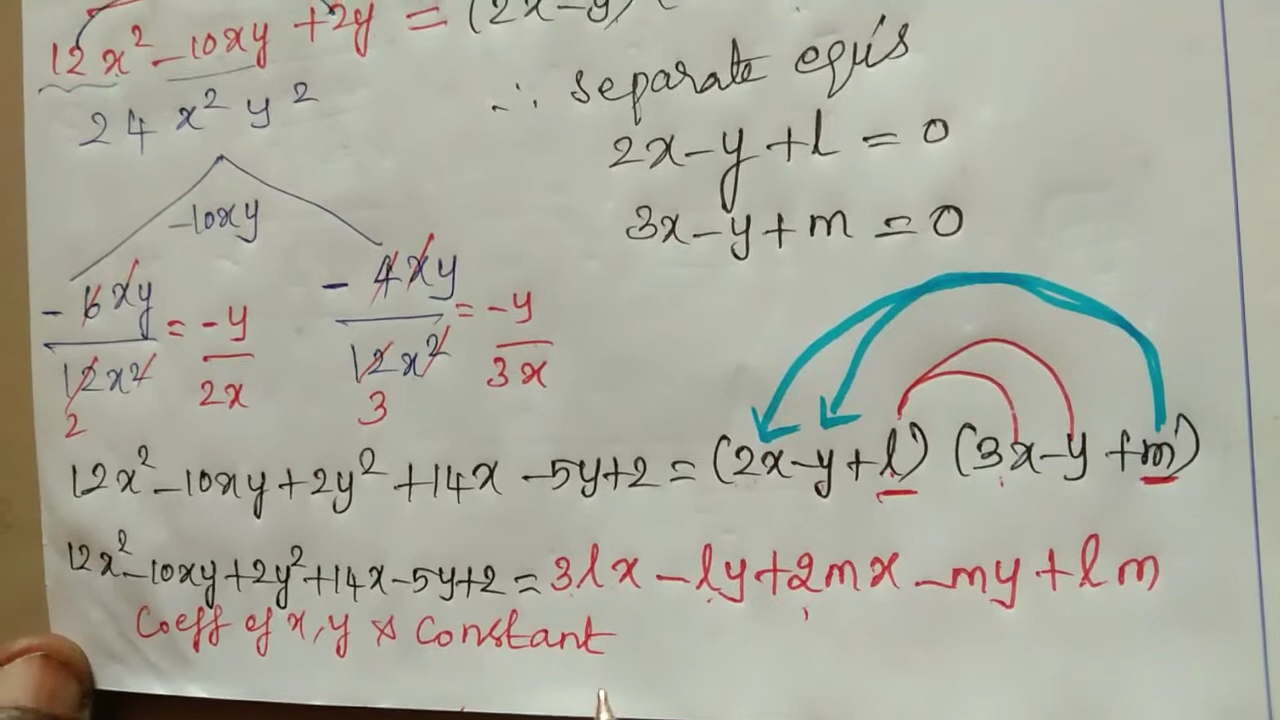 12x² - 10xy + 2y = (2x-y)
24 x² y²
-10xy
- 6xy / 12x² = -y / 2x
2
- 4xy / 12x² = -y / 3x
3
∴ separate eqns
2x - y + l = 0
3x - y + m = 0
12x² - 10xy + 2y² + 14x - 5y + 2 = (2x - y + l) (3x - y + m)
12x² - 10xy + 2y² + 14x - 5y + 2 = 3lx - ly + 2mx - my + lm
Coeff of x, y & Constant